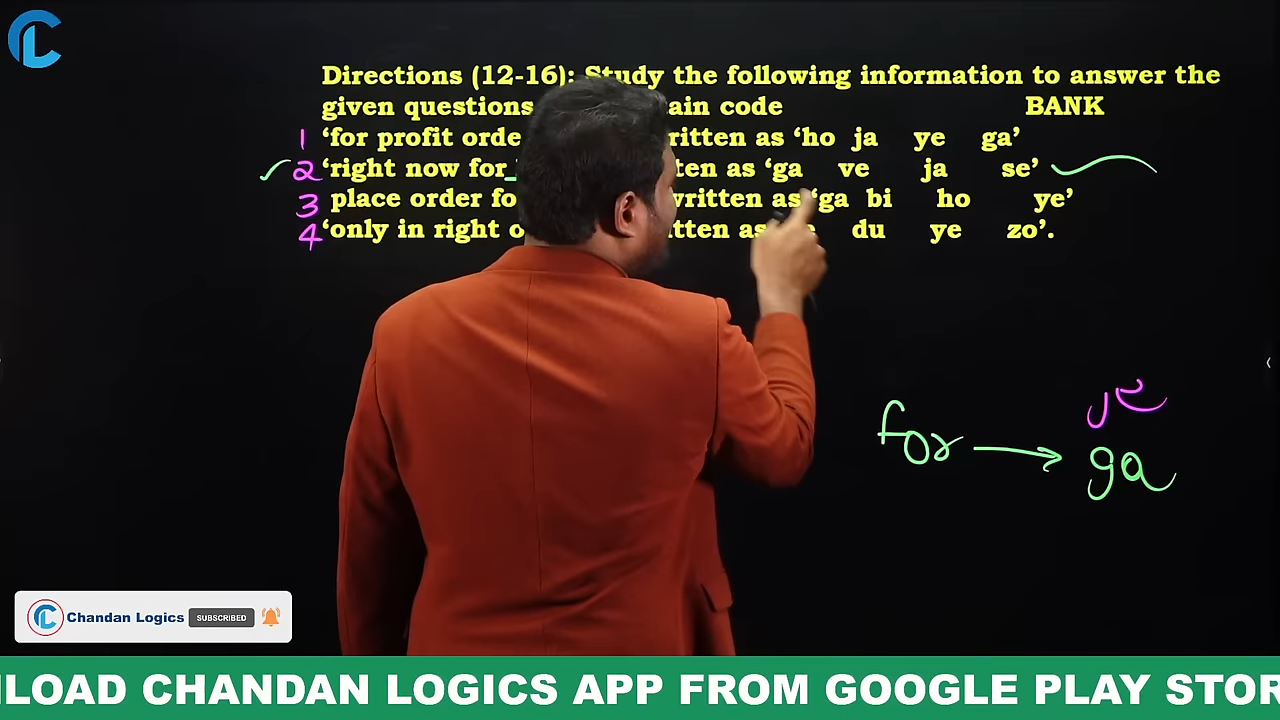 Directions (12-16): Study the following information to answer the
given questions ain code BANK
1 ‘for profit orde ritten as ‘ho ja ye ga’
2 ‘right now for ten as ‘ga ve ja se’
3 place order fo written as ‘ga bi ho ye’
4 ‘only in right o tten as du ye zo’.
ve
for → ga
Chandan Logics SUBSCRIBED
NLOAD CHANDAN LOGICS APP FROM GOOGLE PLAY STOR